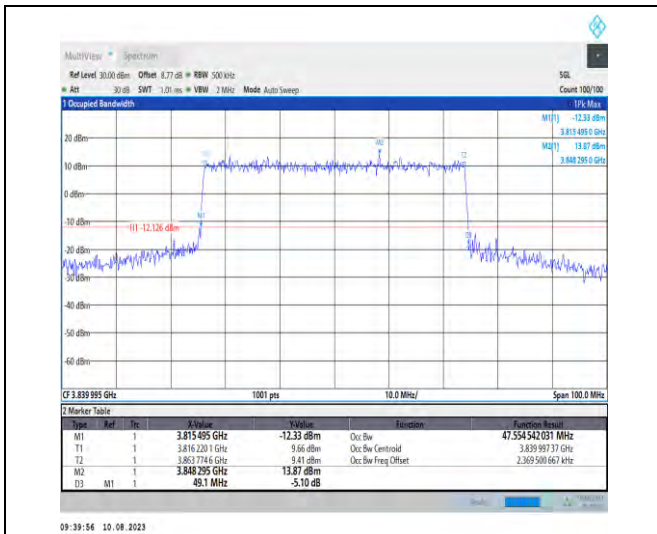 MultiView Spectrum
Ref Level 30.00 dBm Offset 8.77 dB RBW 500 kHz SGL
Att 30 dB SWT 1.01 ms VBW 2 MHz Mode Auto Sweep Count 100/100
1 Occupied Bandwidth 1Pk Max
M1[1] -12.33 dBm
3.815 495 0 GHz
M2[1] 13.87 dBm
3.848 295 0 GHz
20 dBm
M2
T2
10 dBm
0 dBm
M1
-10 dBm
H1 -12.126 dBm
D3
-20 dBm
-30 dBm
-40 dBm
-50 dBm
-60 dBm
CF 3.839 995 GHz 1001 pts 10.0 MHz/ Span 100.0 MHz
2 Marker Table
Type Ref Trc X-Value Y-Value Function Function Result
M1 1 3.815 495 GHz -12.33 dBm Occ Bw 47.554 542 031 MHz
T1 1 3.816 220 1 GHz 9.66 dBm Occ Bw Centroid 3.839 997 37 GHz
T2 1 3.863 774 6 GHz 9.41 dBm Occ Bw Freq Offset 2.369 500 667 kHz
M2 1 3.848 295 GHz 13.87 dBm
D3 M1 1 49.1 MHz -5.10 dB
09:39:56 10.08.2023